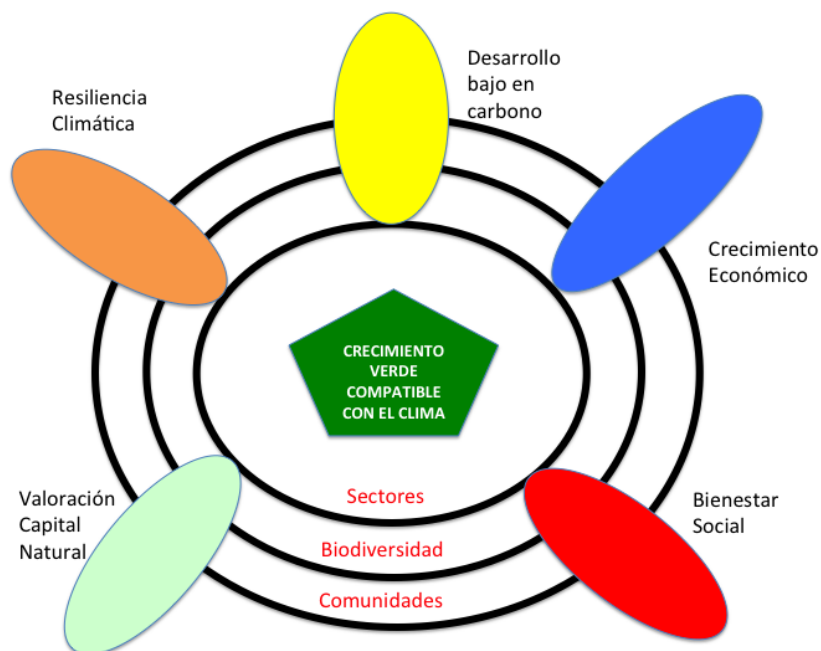 Desarrollo
bajo en
carbono
Resiliencia
Climática
Crecimiento
Económico
CRECIMIENTO
VERDE
COMPATIBLE
CON EL CLIMA
Valoración
Capital
Natural
Sectores
Bienestar
Social
Biodiversidad
Comunidades